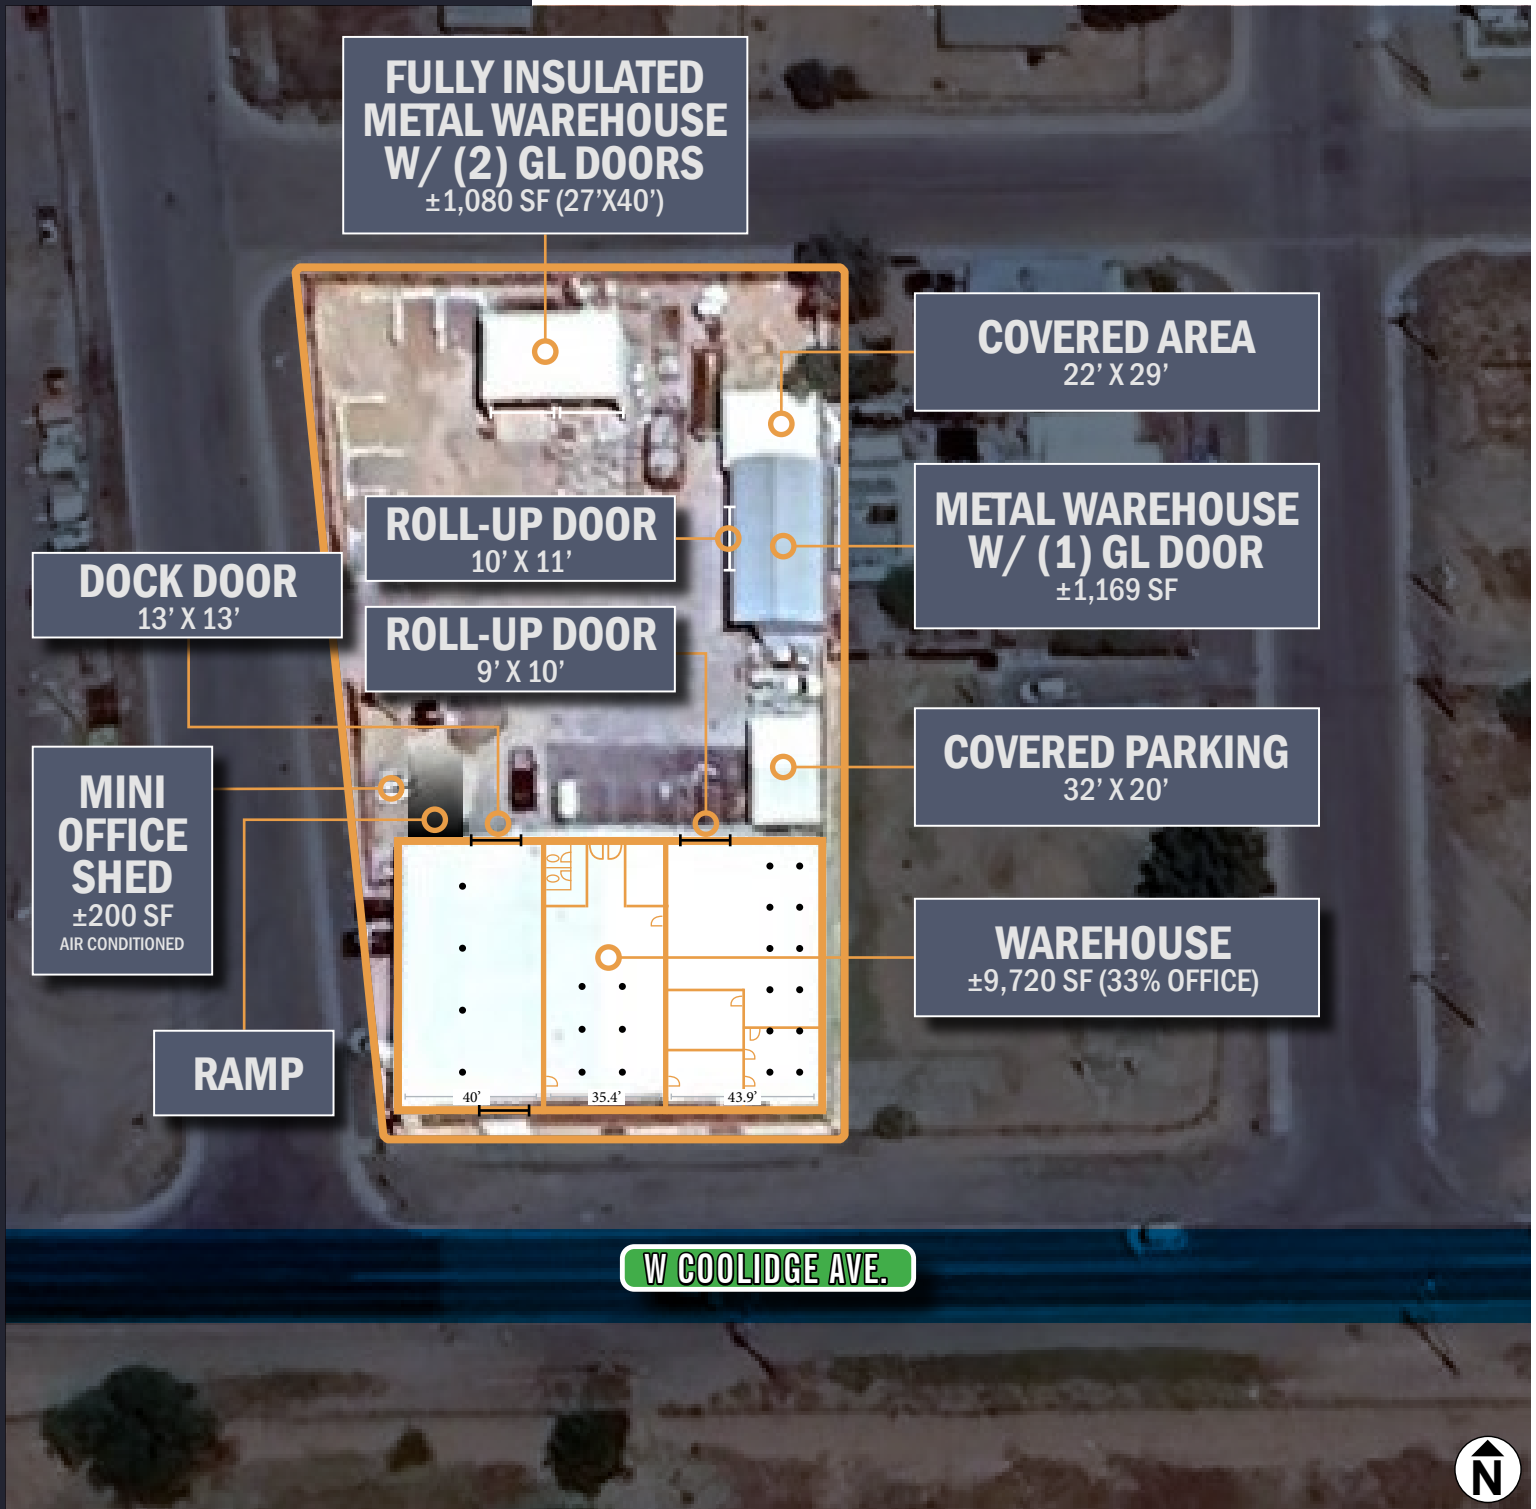 FULLY INSULATED
METAL WAREHOUSE
W/ (2) GL DOORS
±1,080 SF (27’X40’)
COVERED AREA
22’ X 29’
METAL WAREHOUSE
W/ (1) GL DOOR
±1,169 SF
ROLL-UP DOOR
10’ X 11’
DOCK DOOR
13’ X 13’
ROLL-UP DOOR
9’ X 10’
COVERED PARKING
32’ X 20’
MINI
OFFICE
SHED
±200 SF
AIR CONDITIONED
WAREHOUSE
±9,720 SF (33% OFFICE)
RAMP
40’
35.4’
43.9’
W COOLIDGE AVE.
N